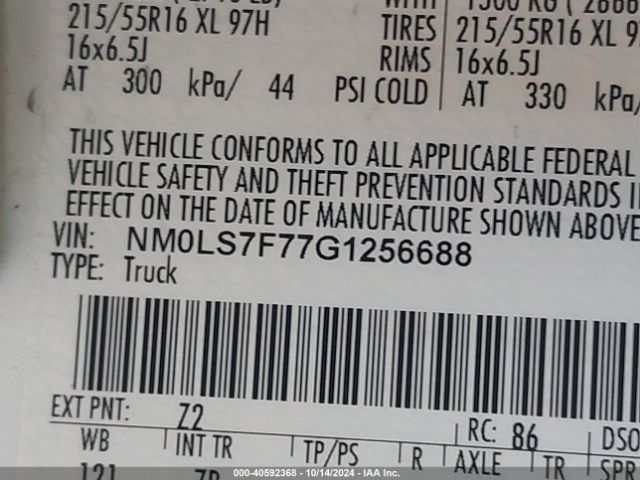 WITH
215/55R16 XL 97H TIRES 215/55R16 XL
16x6.5J RIMS 16x6.5J
AT 300 kPa/ 44 PSI COLD AT 330 kPa/
THIS VEHICLE CONFORMS TO ALL APPLICABLE FEDERAL
VEHICLE SAFETY AND THEFT PREVENTION STANDARDS
EFFECT ON THE DATE OF MANUFACTURE SHOWN ABOVE
VIN: NM0LS7F77G1256688
TYPE: Truck
EXT PNT: Z2 RC: 86 DSO
WB INT TR TP/PS R AXLE TR SPR
121
000-40592368 - 10/14/2024 - IAA Inc.